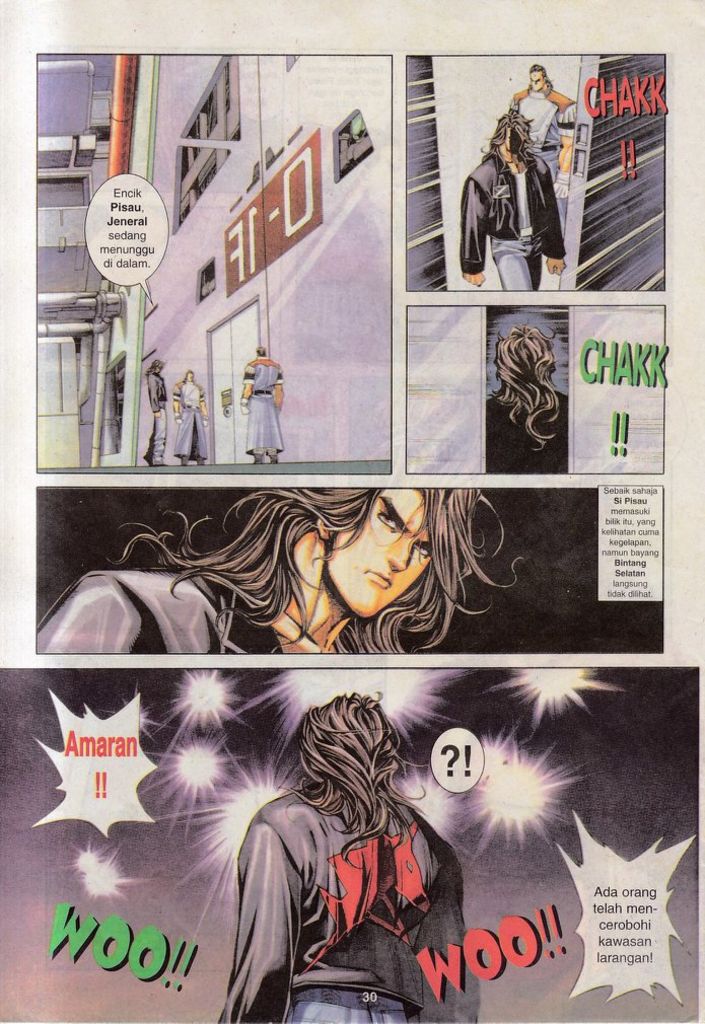 Encik
Pisau,
Jeneral
sedang
menunggu
di dalam.
CHAKK
!!
CHAKK
!!
Sebaik sahaja
Si Pisau
memasuki
bilik itu, yang
kelihatan cuma
kegelapan,
namun bayang
Bintang
Selatan
langsung
tidak dilihat.
Amaran
!!
?!
WOO!!
WOO!!
Ada orang
telah men-
cerobohi
kawasan
larangan!
30